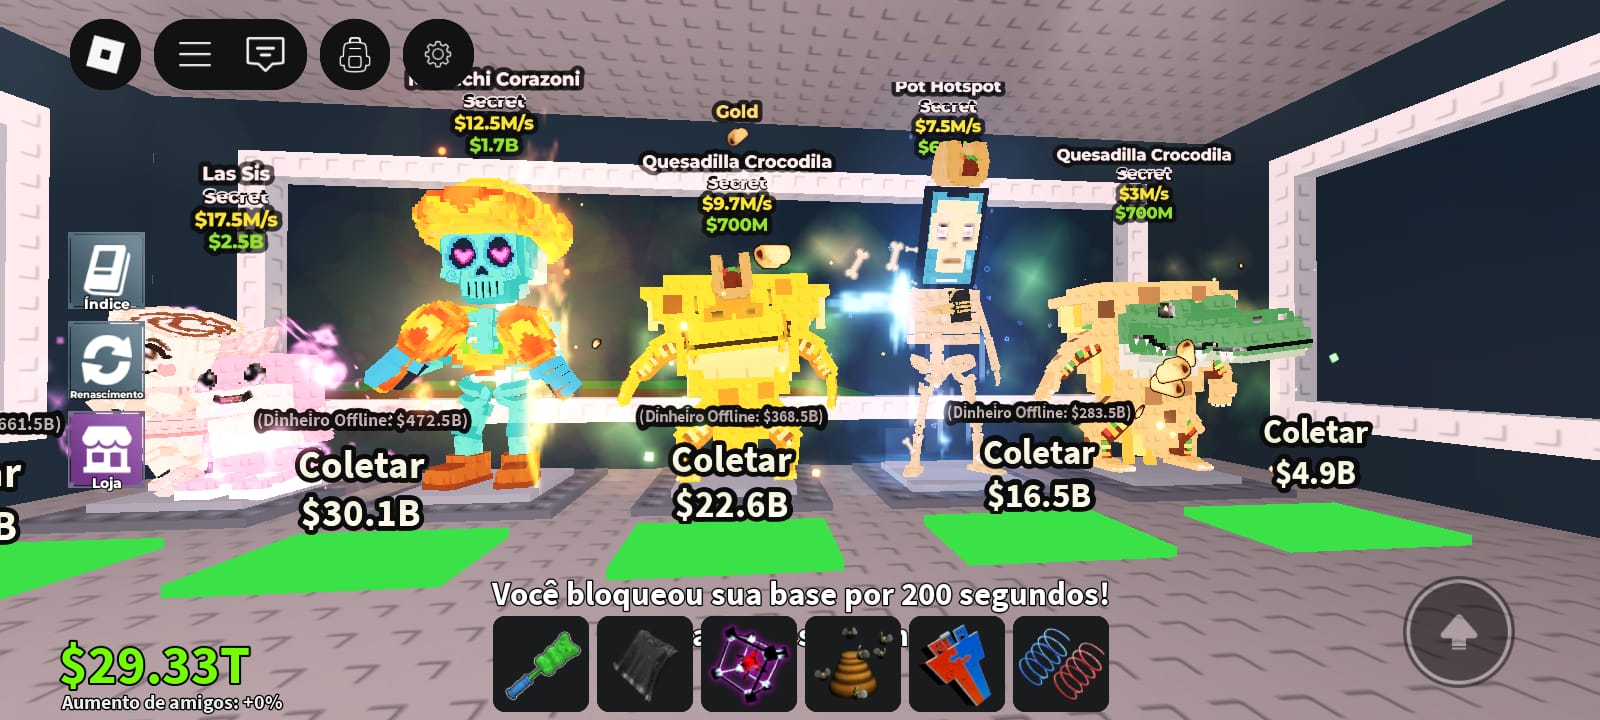 chi Corazoni
Secret
$12.5M/s
$1.7B
Pot Hotspot
Secret
$7.5M/s
Gold
Quesadilla Crocodila
Secret
$9.7M/s
$700M
Quesadilla Crocodila
Secret
$3M/s
$700M
Las Sis
Secret
$17.5M/s
$2.5B
Índice
Renascimento
Loja
661.5B)
(Dinheiro Offline: $472.5B)
Coletar
$30.1B
(Dinheiro Offline: $368.5B)
Coletar
$22.6B
(Dinheiro Offline: $283.5B)
Coletar
$16.5B
Coletar
$4.9B
Você bloqueou sua base por 200 segundos!
$29.33T
Aumento de amigos: +0%